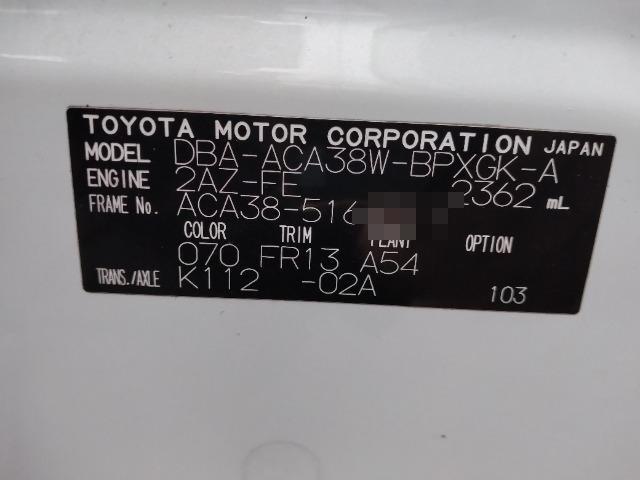 TOYOTA MOTOR CORPORATION JAPAN
MODEL DBA-ACA38W-BPXGK-A
ENGINE 2AZ-FE 2362 mL
FRAME No. ACA38-516
COLOR TRIM PLANT OPTION
070 FR13 A54
TRANS./AXLE K112 -02A 103